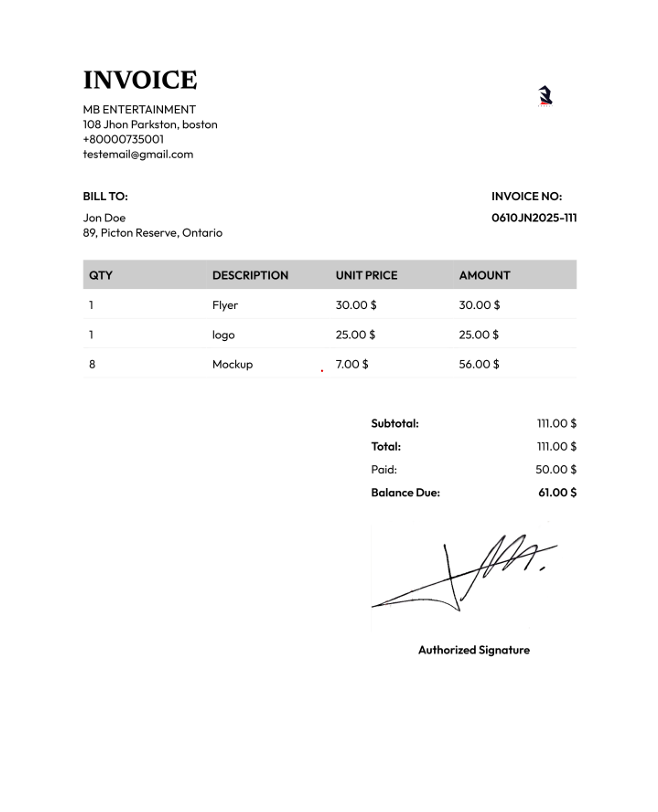 INVOICE
MB ENTERTAINMENT
108 Jhon Parkston, boston
+80000735001
testemail@gmail.com
BILL TO:
Jon Doe
89, Picton Reserve, Ontario
INVOICE NO:
0610JN2025-111
QTY DESCRIPTION UNIT PRICE AMOUNT
1 Flyer 30.00 $ 30.00 $
1 logo 25.00 $ 25.00 $
8 Mockup 7.00 $ 56.00 $
Subtotal: 111.00 $
Total: 111.00 $
Paid: 50.00 $
Balance Due: 61.00 $
Authorized Signature